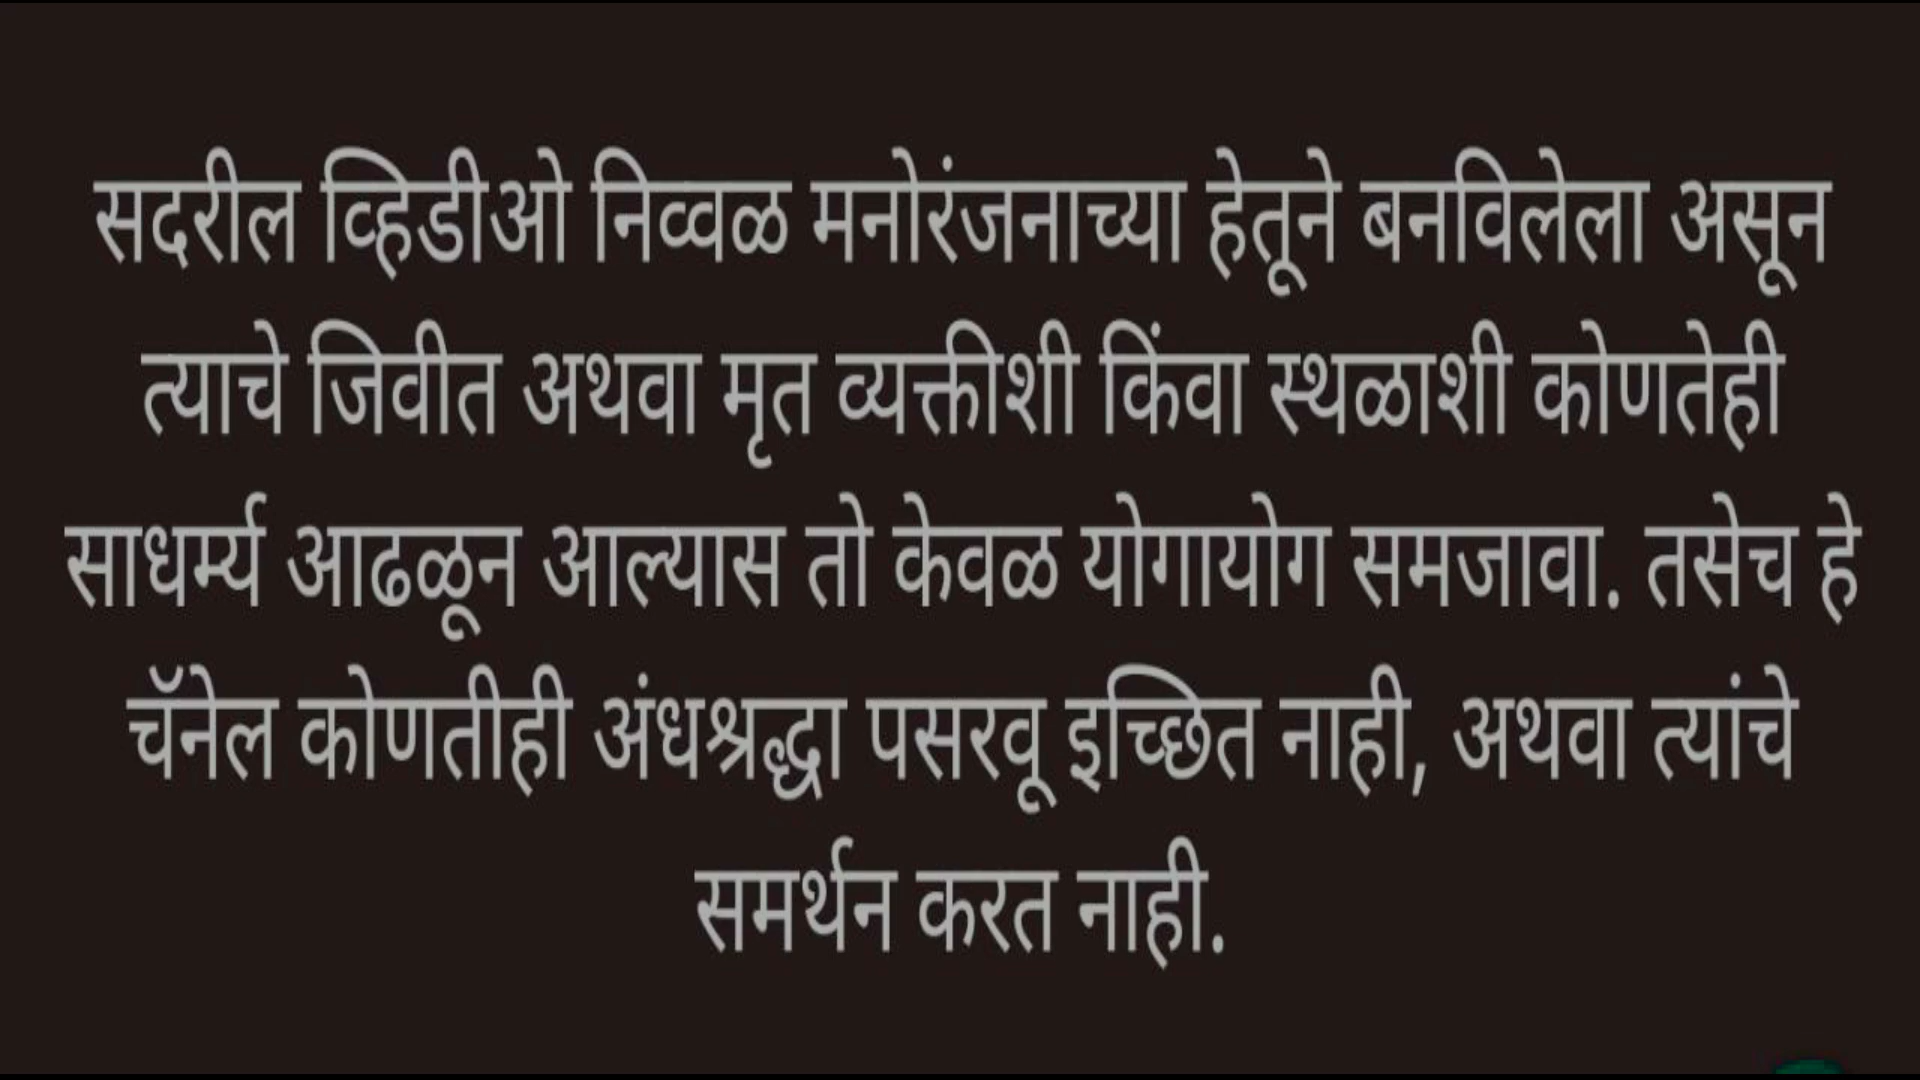 सदरील व्हिडीओ निव्वळ मनोरंजनाच्या हेतूने बनविलेला असून
त्याचे जिवीत अथवा मृत व्यक्तीशी किंवा स्थळाशी कोणतेही
साधर्म्य आढळून आल्यास तो केवळ योगायोग समजावा. तसेच हे
चॅनेल कोणतीही अंधश्रद्धा पसरवू इच्छित नाही, अथवा त्यांचे
समर्थन करत नाही.